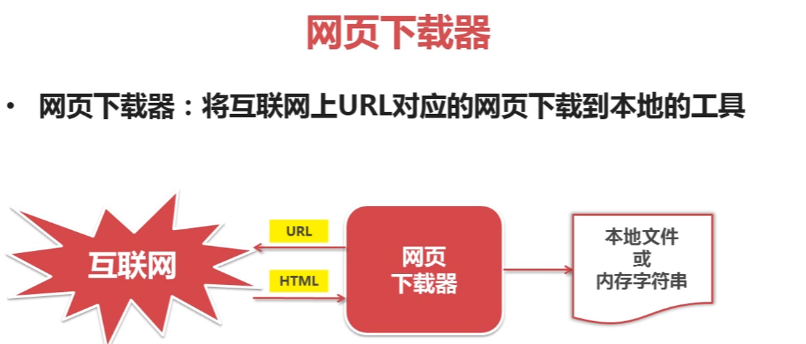 网页下载器
• 网页下载器：将互联网上URL对应的网页下载到本地的工具
互联网
URL
HTML
网页
下载器
本地文件
或
内存字符串